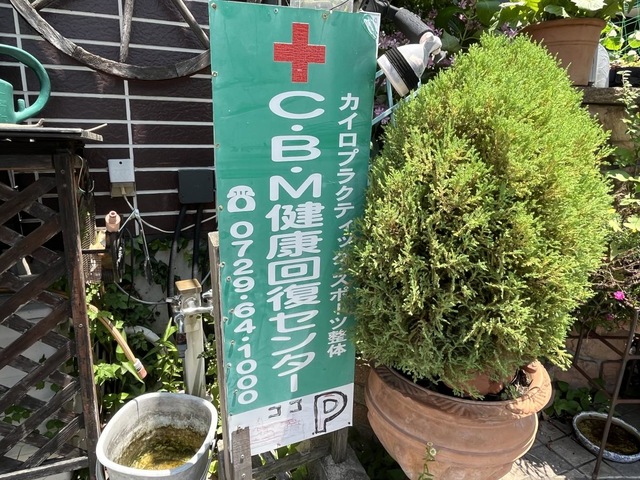 カイロプラクティック・スポーツ整体
C・B・M健康回復センター
☎0729・64・1000
ココ
P